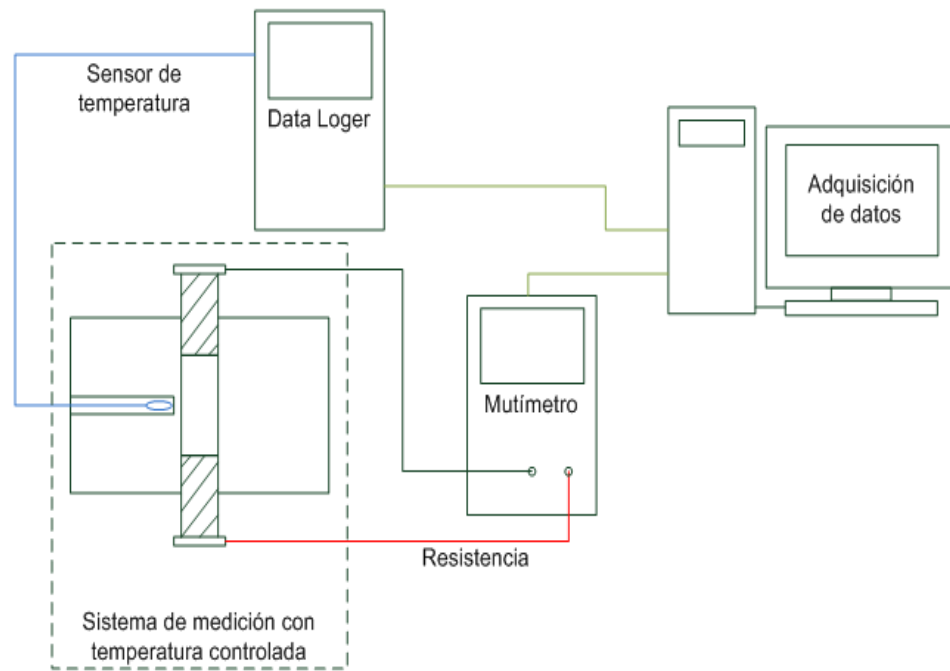 Sensor de
temperatura
Data Loger
Adquisición
de datos
Mutímetro
Resistencia
Sistema de medición con
temperatura controlada